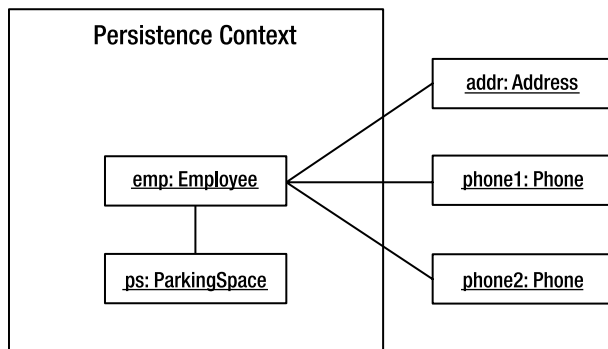 Persistence Context
addr: Address
emp: Employee
phone1: Phone
ps: ParkingSpace
phone2: Phone